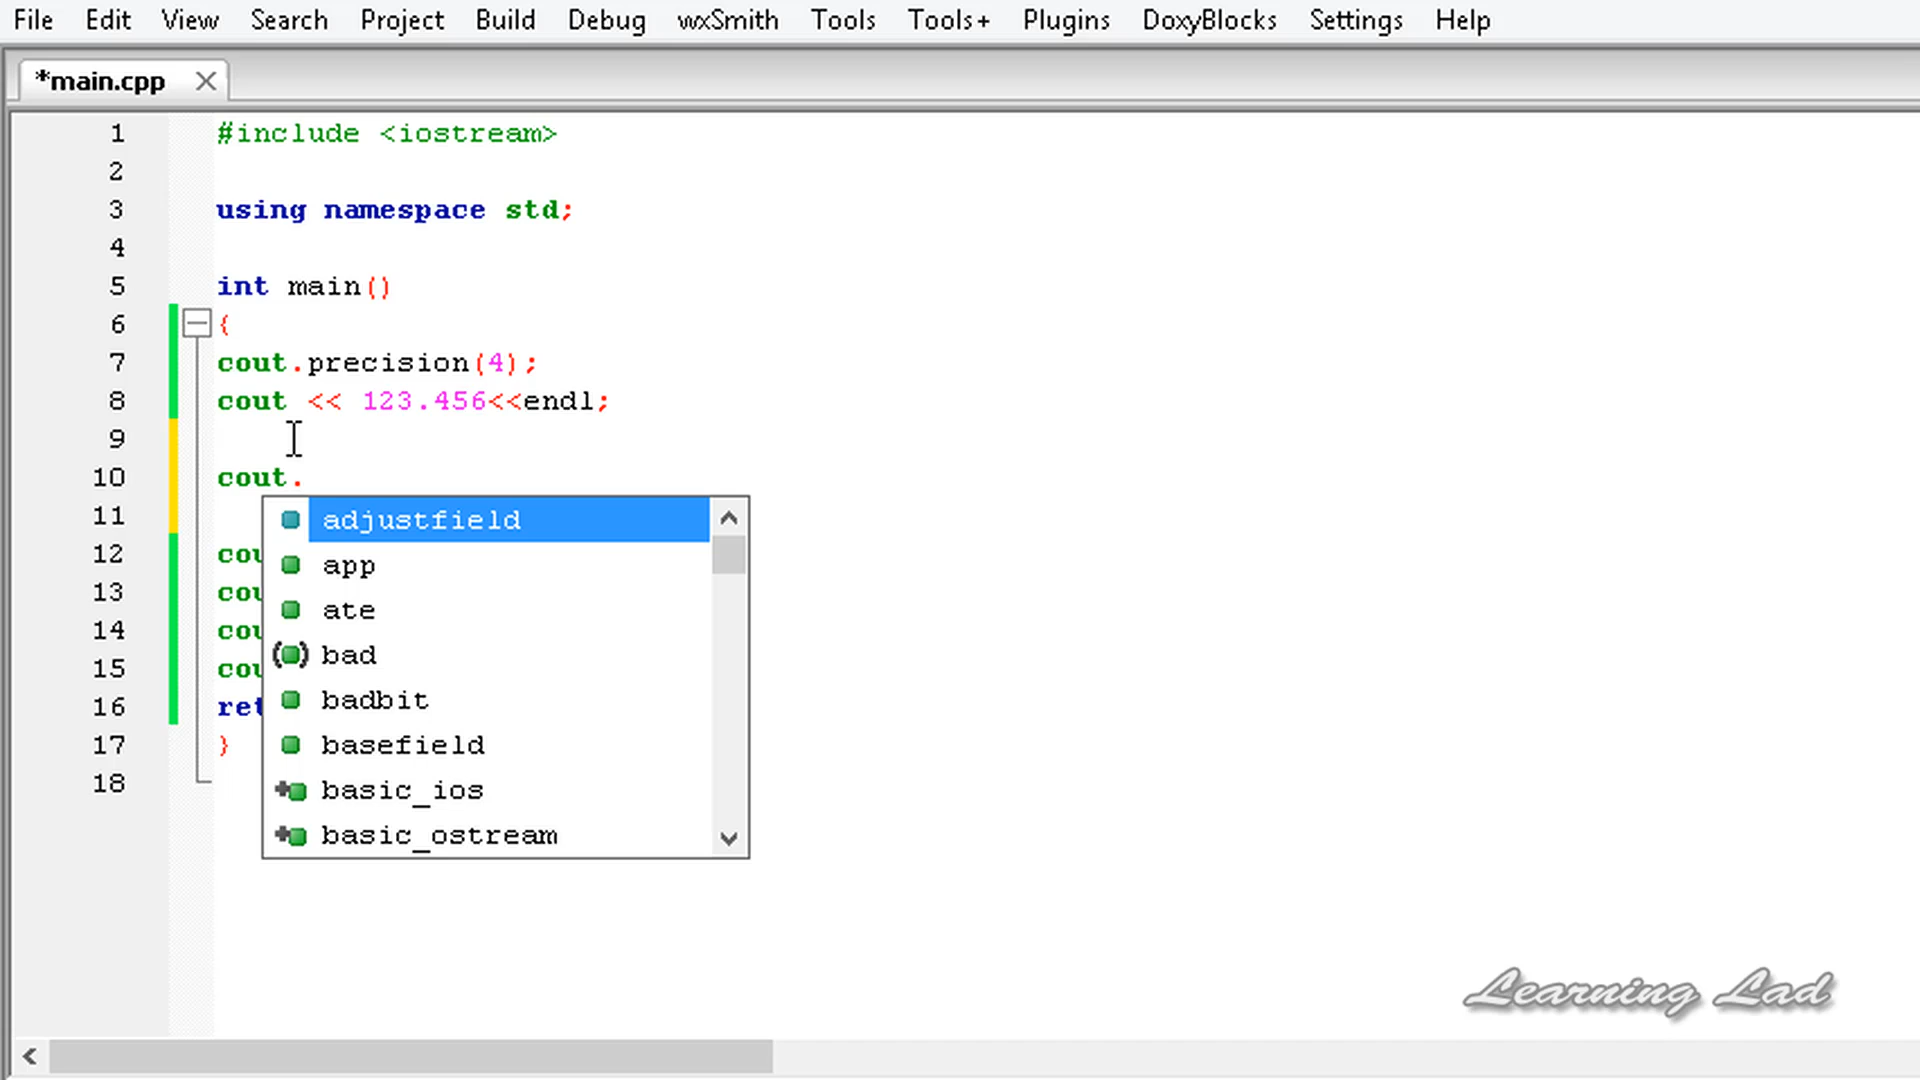 File Edit View Search Project Build Debug wxSmith Tools Tools+ Plugins DoxyBlocks Settings Help
*main.cpp
1 #include <iostream>
2
3 using namespace std;
4
5 int main()
6 {
7 cout.precision(4);
8 cout << 123.456<<endl;
9
10 cout.
11
12 cou
13 cou
14 cou
15 cou
16 ret
17 }
18
adjustfield
app
ate
bad
badbit
basefield
basic_ios
basic_ostream
Learning Lad